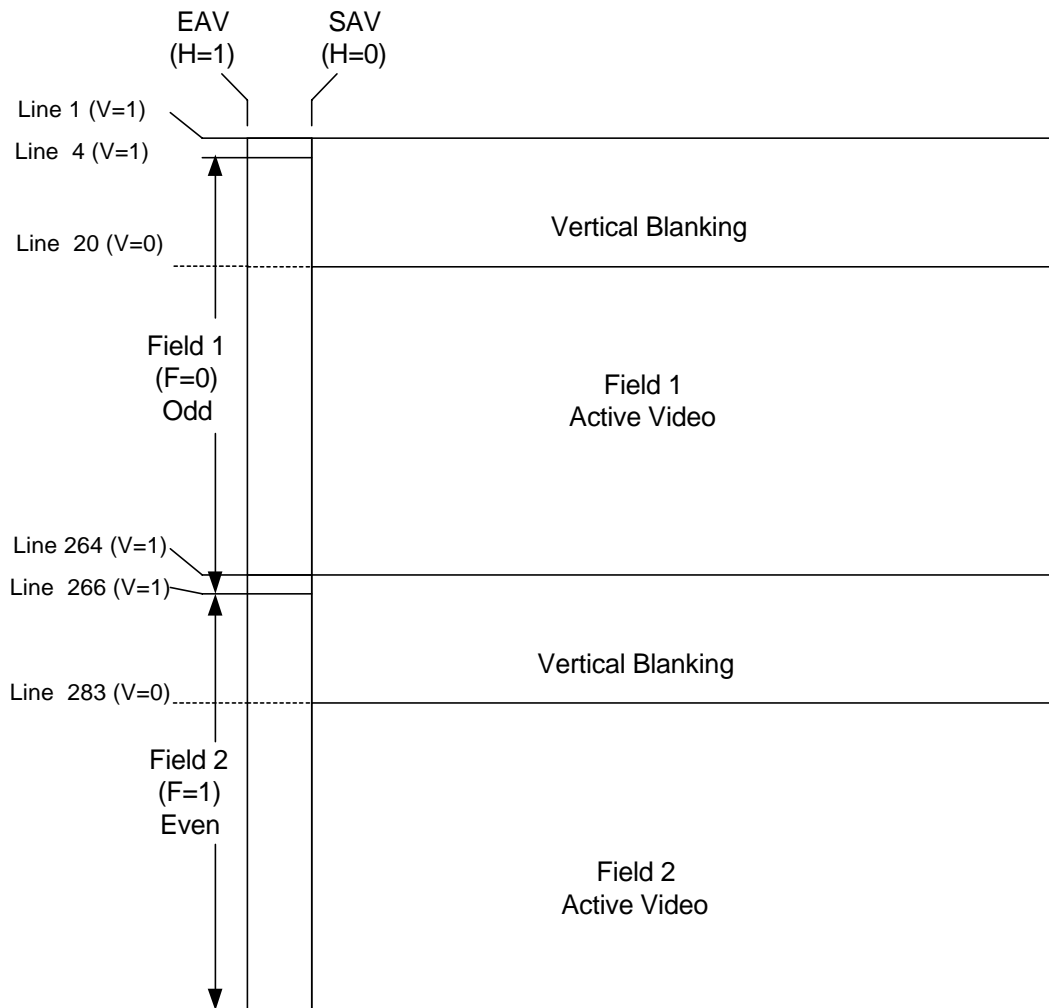 EAV
(H=1)
SAV
(H=0)
Line 1 (V=1)
Line 4 (V=1)
Vertical Blanking
Line 20 (V=0)
Field 1
(F=0)
Odd
Field 1
Active Video
Line 264 (V=1)
Line 266 (V=1)
Vertical Blanking
Line 283 (V=0)
Field 2
(F=1)
Even
Field 2
Active Video